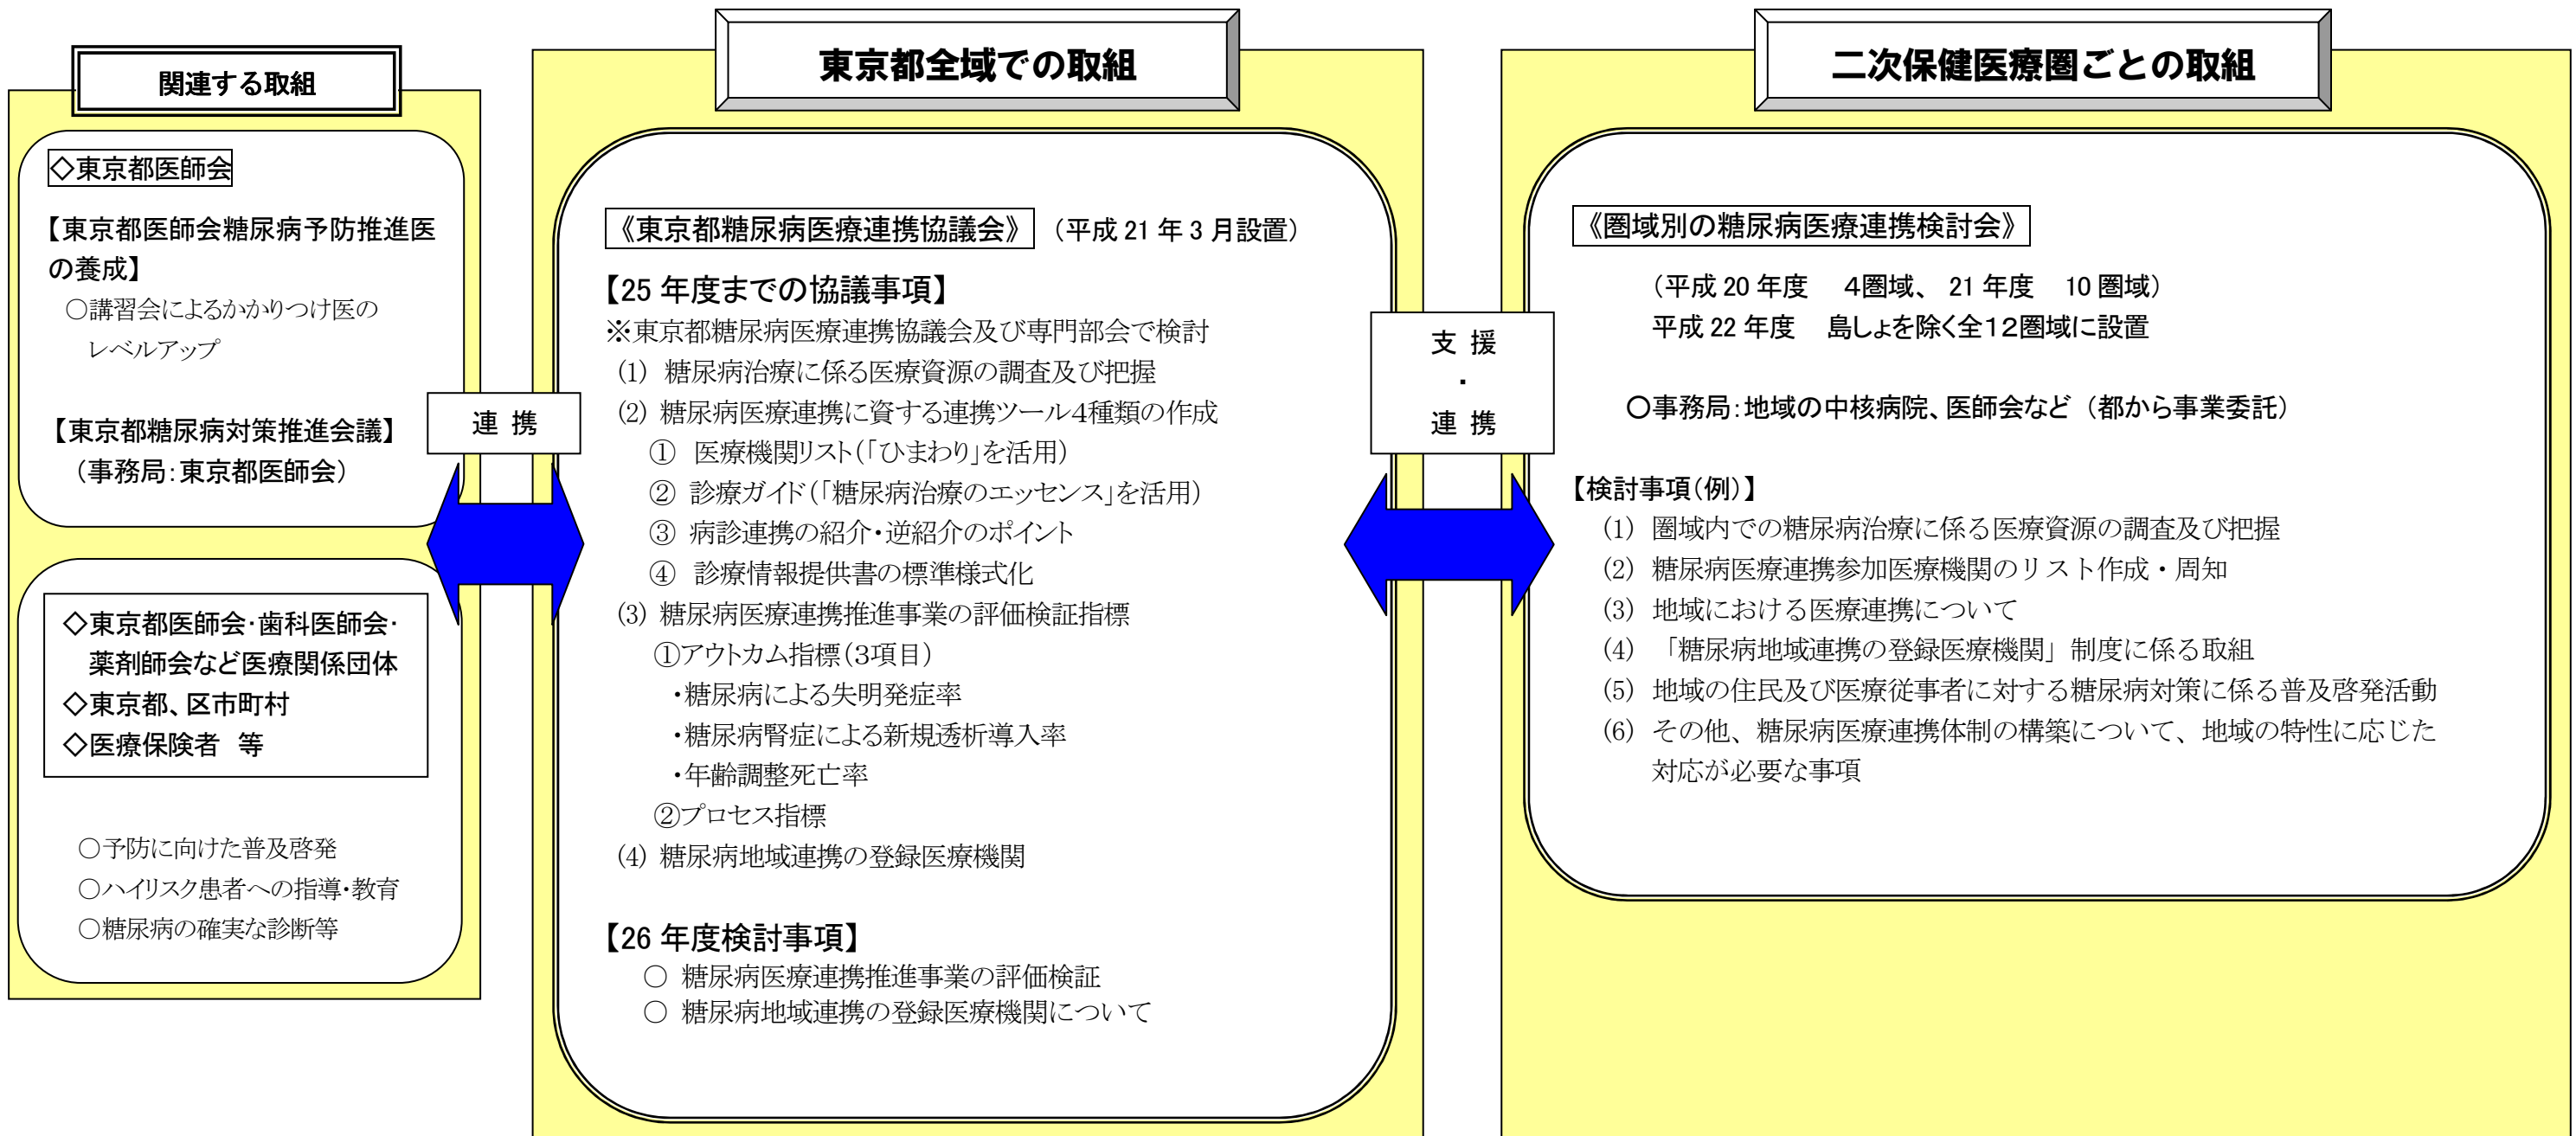 関連する取組
◇東京都医師会
【東京都医師会糖尿病予防推進医
の養成】
○講習会によるかかりつけ医の
レベルアップ
【東京都糖尿病対策推進会議】
（事務局：東京都医師会）
◇東京都医師会・歯科医師会・
薬剤師会など医療関係団体
◇東京都、区市町村
◇医療保険者　等
○予防に向けた普及啓発
○ハイリスク患者への指導・教育
○糖尿病の確実な診断等
連 携
東京都全域での取組
《東京都糖尿病医療連携協議会》 （平成 21 年 3 月設置）
【25 年度までの協議事項】
※東京都糖尿病医療連携協議会及び専門部会で検討
(1) 糖尿病治療に係る医療資源の調査及び把握
(2) 糖尿病医療連携に資する連携ツール４種類の作成
① 医療機関リスト（「ひまわり」を活用）
② 診療ガイド（「糖尿病治療のエッセンス」を活用）
③ 病診連携の紹介・逆紹介のポイント
④ 診療情報提供書の標準様式化
(3) 糖尿病医療連携推進事業の評価検証指標
①アウトカム指標（３項目）
・糖尿病による失明発症率
・糖尿病腎症による新規透析導入率
・年齢調整死亡率
②プロセス指標
(4) 糖尿病地域連携の登録医療機関
【26 年度検討事項】
○ 糖尿病医療連携推進事業の評価検証
○ 糖尿病地域連携の登録医療機関について
支 援
・
連 携
二次保健医療圏ごとの取組
《圏域別の糖尿病医療連携検討会》
（平成 20 年度　４圏域、 21 年度　10 圏域）
平成 22 年度　島しょを除く全１２圏域に設置
○事務局：地域の中核病院、医師会など （都から事業委託）
【検討事項（例）】
(1) 圏域内での糖尿病治療に係る医療資源の調査及び把握
(2) 糖尿病医療連携参加医療機関のリスト作成・周知
(3) 地域における医療連携について
(4) 「糖尿病地域連携の登録医療機関」制度に係る取組
(5) 地域の住民及び医療従事者に対する糖尿病対策に係る普及啓発活動
(6) その他、糖尿病医療連携体制の構築について、地域の特性に応じた
対応が必要な事項